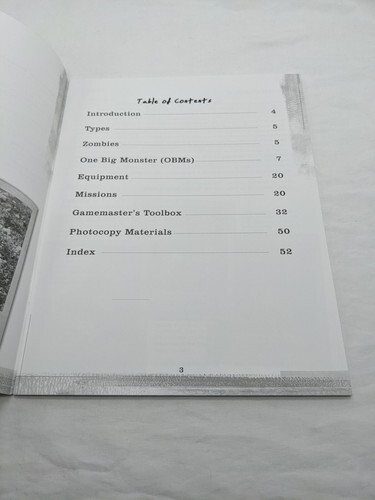 Table of Contents
Introduction 4
Types 5
Zombies 5
One Big Monster (OBMs) 7
Equipment 20
Missions 20
Gamemaster's Toolbox 32
Photocopy Materials 50
Index 52
3